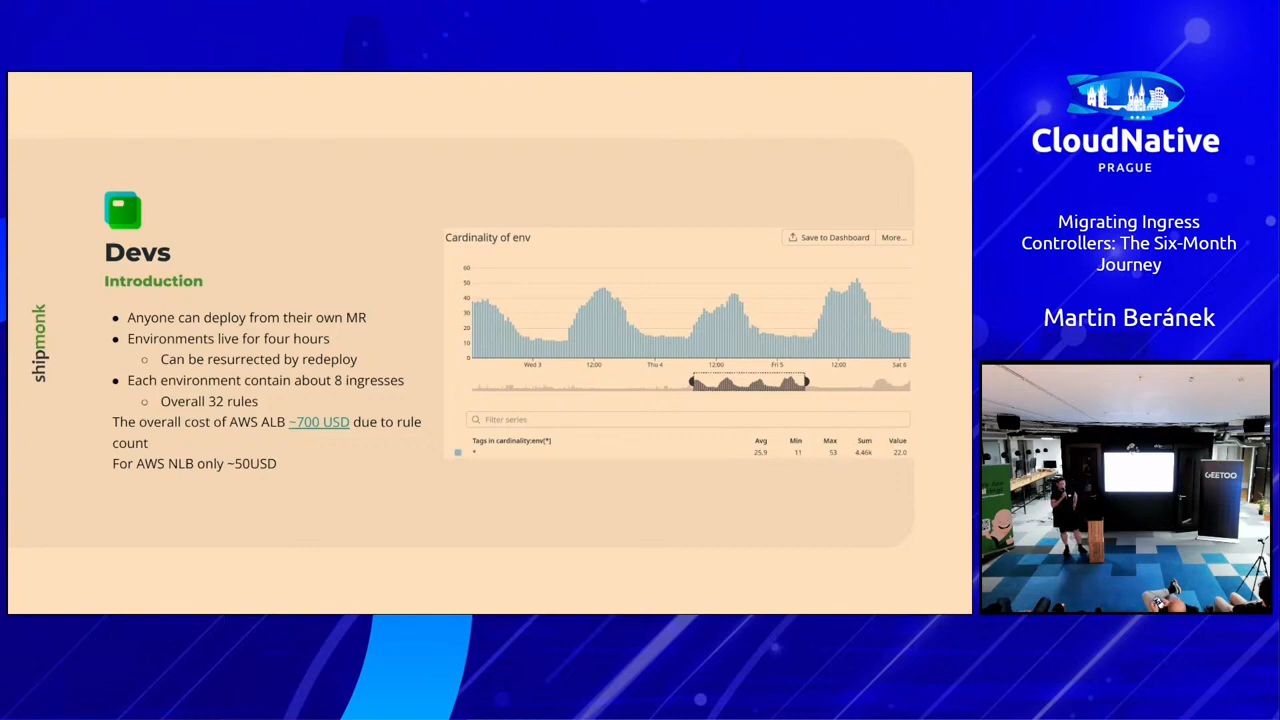 shipmonk
Devs
Introduction
● Anyone can deploy from their own MR
● Environments live for four hours
○ Can be resurrected by redeploy
● Each environment contain about 8 ingresses
○ Overall 32 rules
The overall cost of AWS ALB ~700 USD due to rule
count
For AWS NLB only ~50USD
Cardinality of env
Save to Dashboard
More...
60
50
40
30
20
10
0
Wed 3
12:00
Thu 4
12:00
Fri 5
12:00
Sat 6
Filter series
Tags in cardinality:env[*] Avg Min Max Sum Value
* 25.9 11 53 4.46k 22.0
CloudNative
PRAGUE
Migrating Ingress
Controllers: The Six-Month
Journey
Martin Beránek
GEETOO